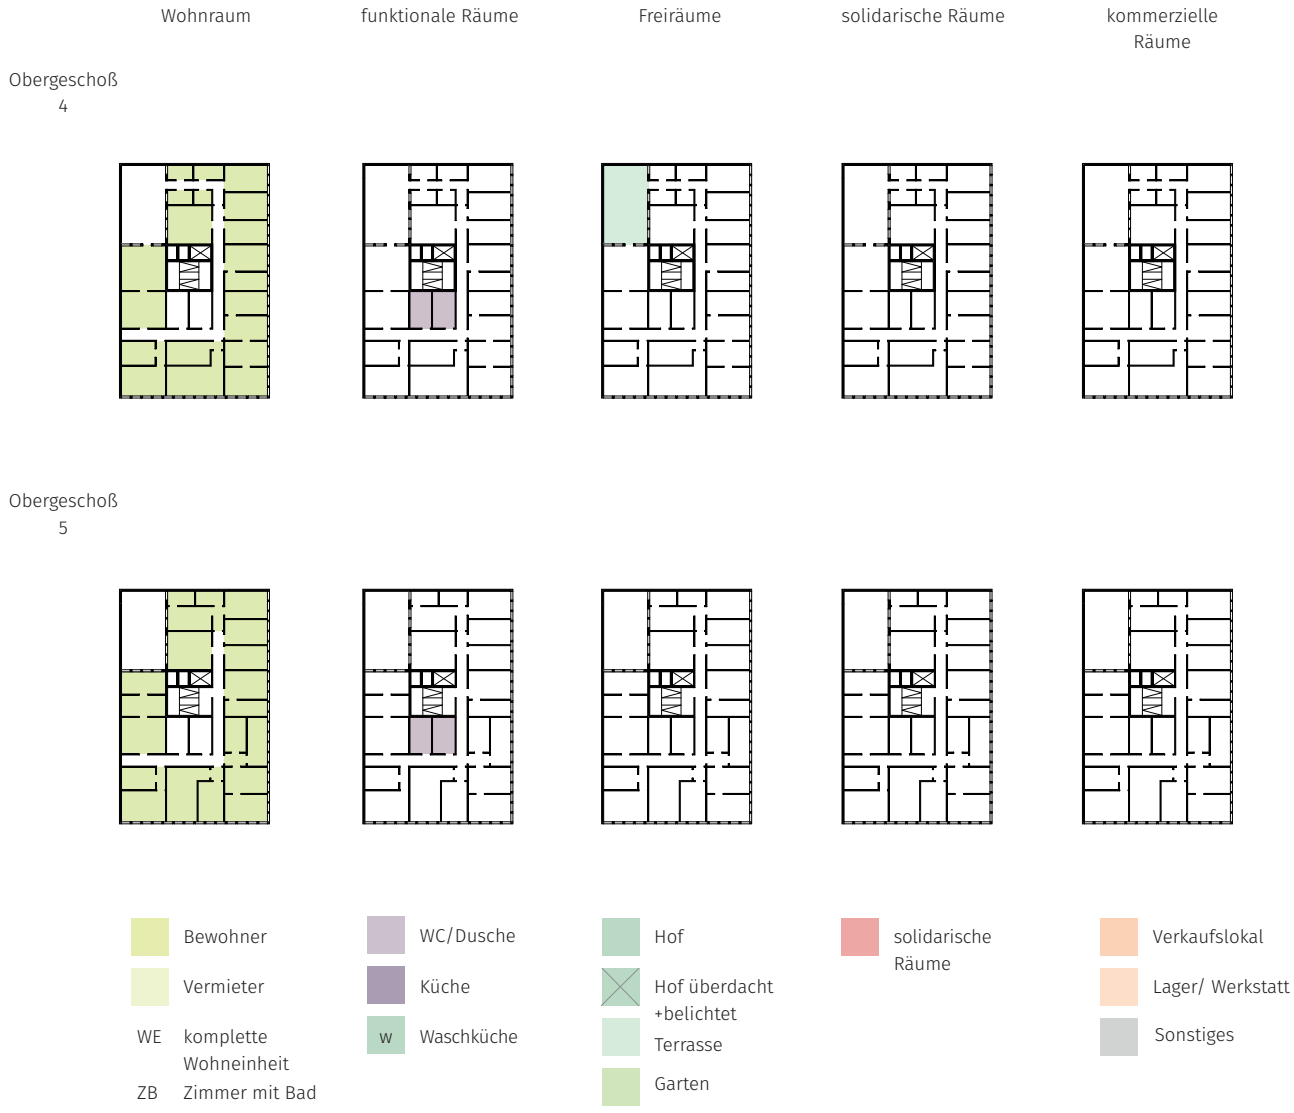 Wohnraum
funktionale Räume
Freiräume
solidarische Räume
kommerzielle
Räume
Obergeschoß
4
Obergeschoß
5
Bewohner
Vermieter
WE komplette
Wohneinheit
ZB Zimmer mit Bad
WC/Dusche
Küche
w Waschküche
Hof
Hof überdacht
+belichtet
Terrasse
Garten
solidarische
Räume
Verkaufslokal
Lager/ Werkstatt
Sonstiges